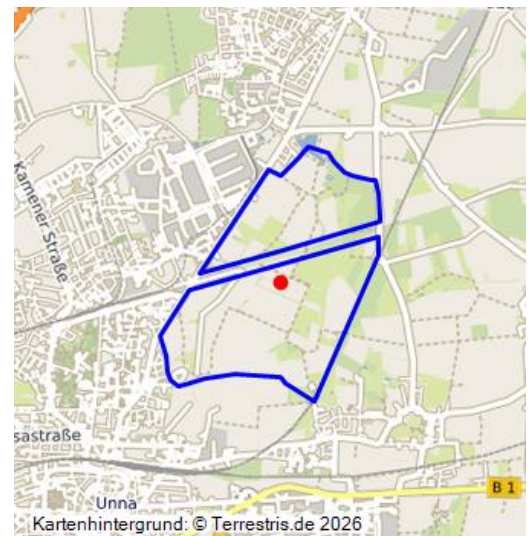 Kamener Straße
sastraße
B 1
Unna
Kartenhintergrund: © Terrestris.de 2026